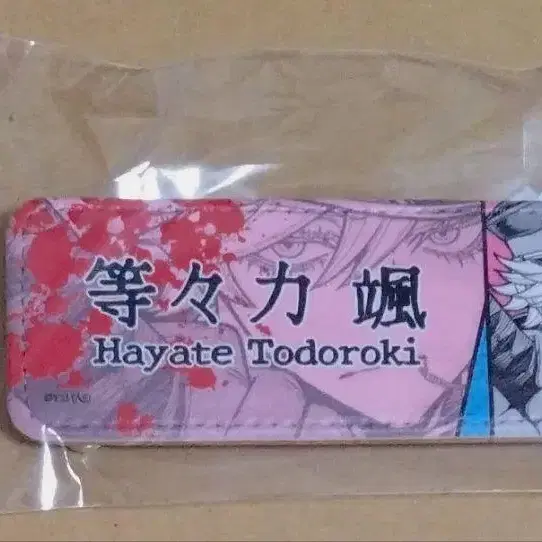 等々力 颯
Hayate Todoroki